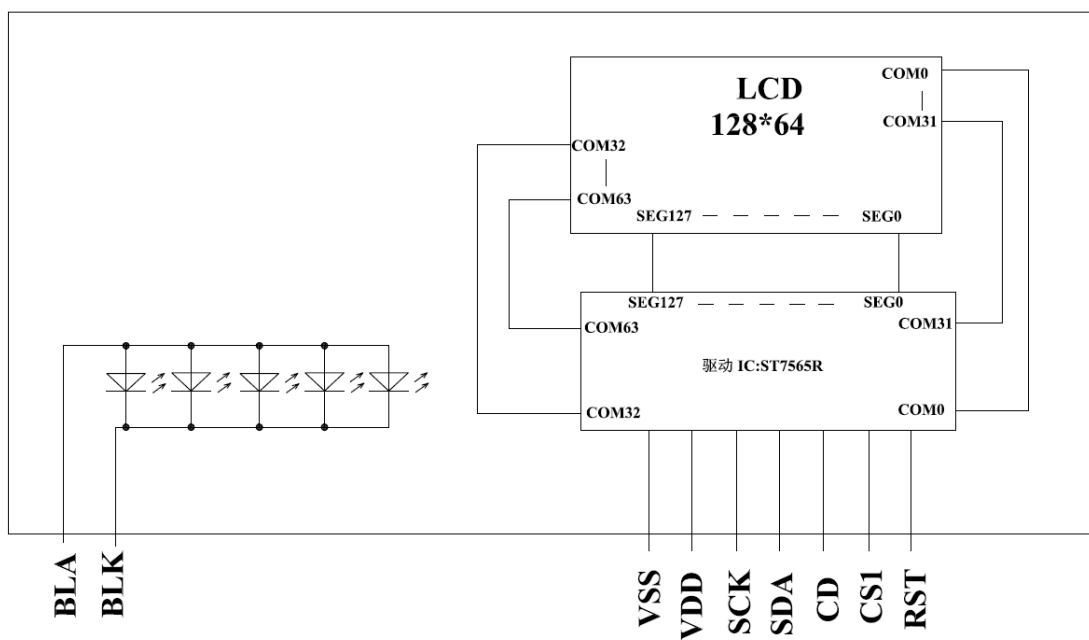 LCD
128*64
COM0
COM31
COM32
COM63
SEG127
SEG0
SEG127
SEG0
COM63
COM31
驱动 IC:ST7565R
COM32
COM0
BLA
BLK
VSS
VDD
SCK
SDA
CD
CS1
RST